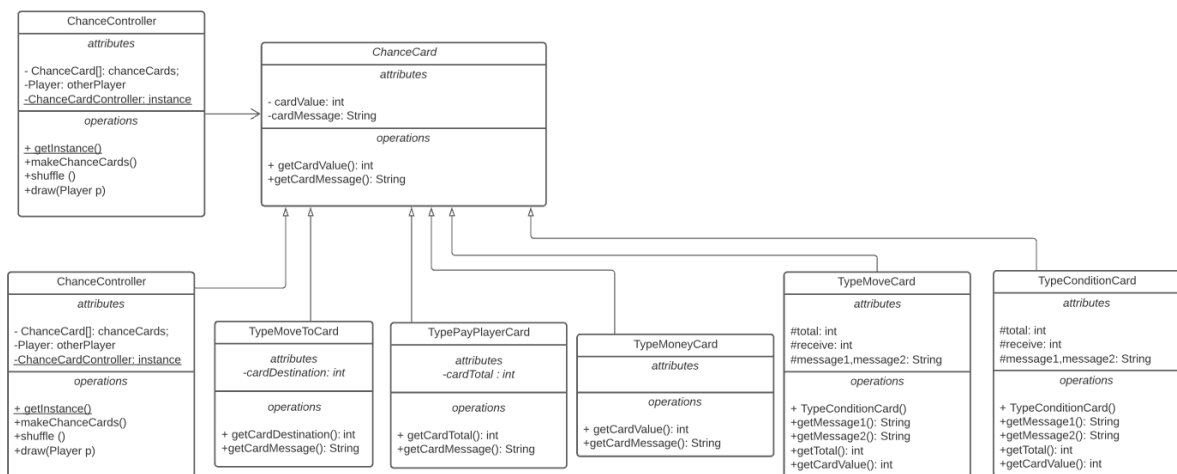 ChanceController
attributes
- ChanceCard[]: chanceCards;
-Player: otherPlayer
-ChanceCardController: instance
operations
+ getInstance()
+makeChanceCards()
+shuffle ()
+draw(Player p)
ChanceCard
attributes
- cardValue: int
-cardMessage: String
operations
+ getCardValue(): int
+getCardMessage(): String
ChanceController
attributes
- ChanceCard[]: chanceCards;
-Player: otherPlayer
-ChanceCardController: instance
operations
+ getInstance()
+makeChanceCards()
+shuffle ()
+draw(Player p)
TypeMoveToCard
attributes
-cardDestination: int
operations
+ getCardDestination(): int
+getCardMessage(): String
TypePayPlayerCard
attributes
-cardTotal : int
operations
+ getCardTotal(): int
+getCardMessage(): String
TypeMoneyCard
attributes
operations
+ getCardValue(): int
+getCardMessage(): String
TypeMoveCard
attributes
#total: int
#receive: int
#message1,message2: String
operations
+ TypeConditionCard()
+getMessage1(): String
+getMessage2(): String
+getTotal(): int
+getCardValue(): int
TypeConditionCard
attributes
#total: int
#receive: int
#message1,message2: String
operations
+ TypeConditionCard()
+getMessage1(): String
+getMessage2(): String
+getTotal(): int
+getCardValue(): int